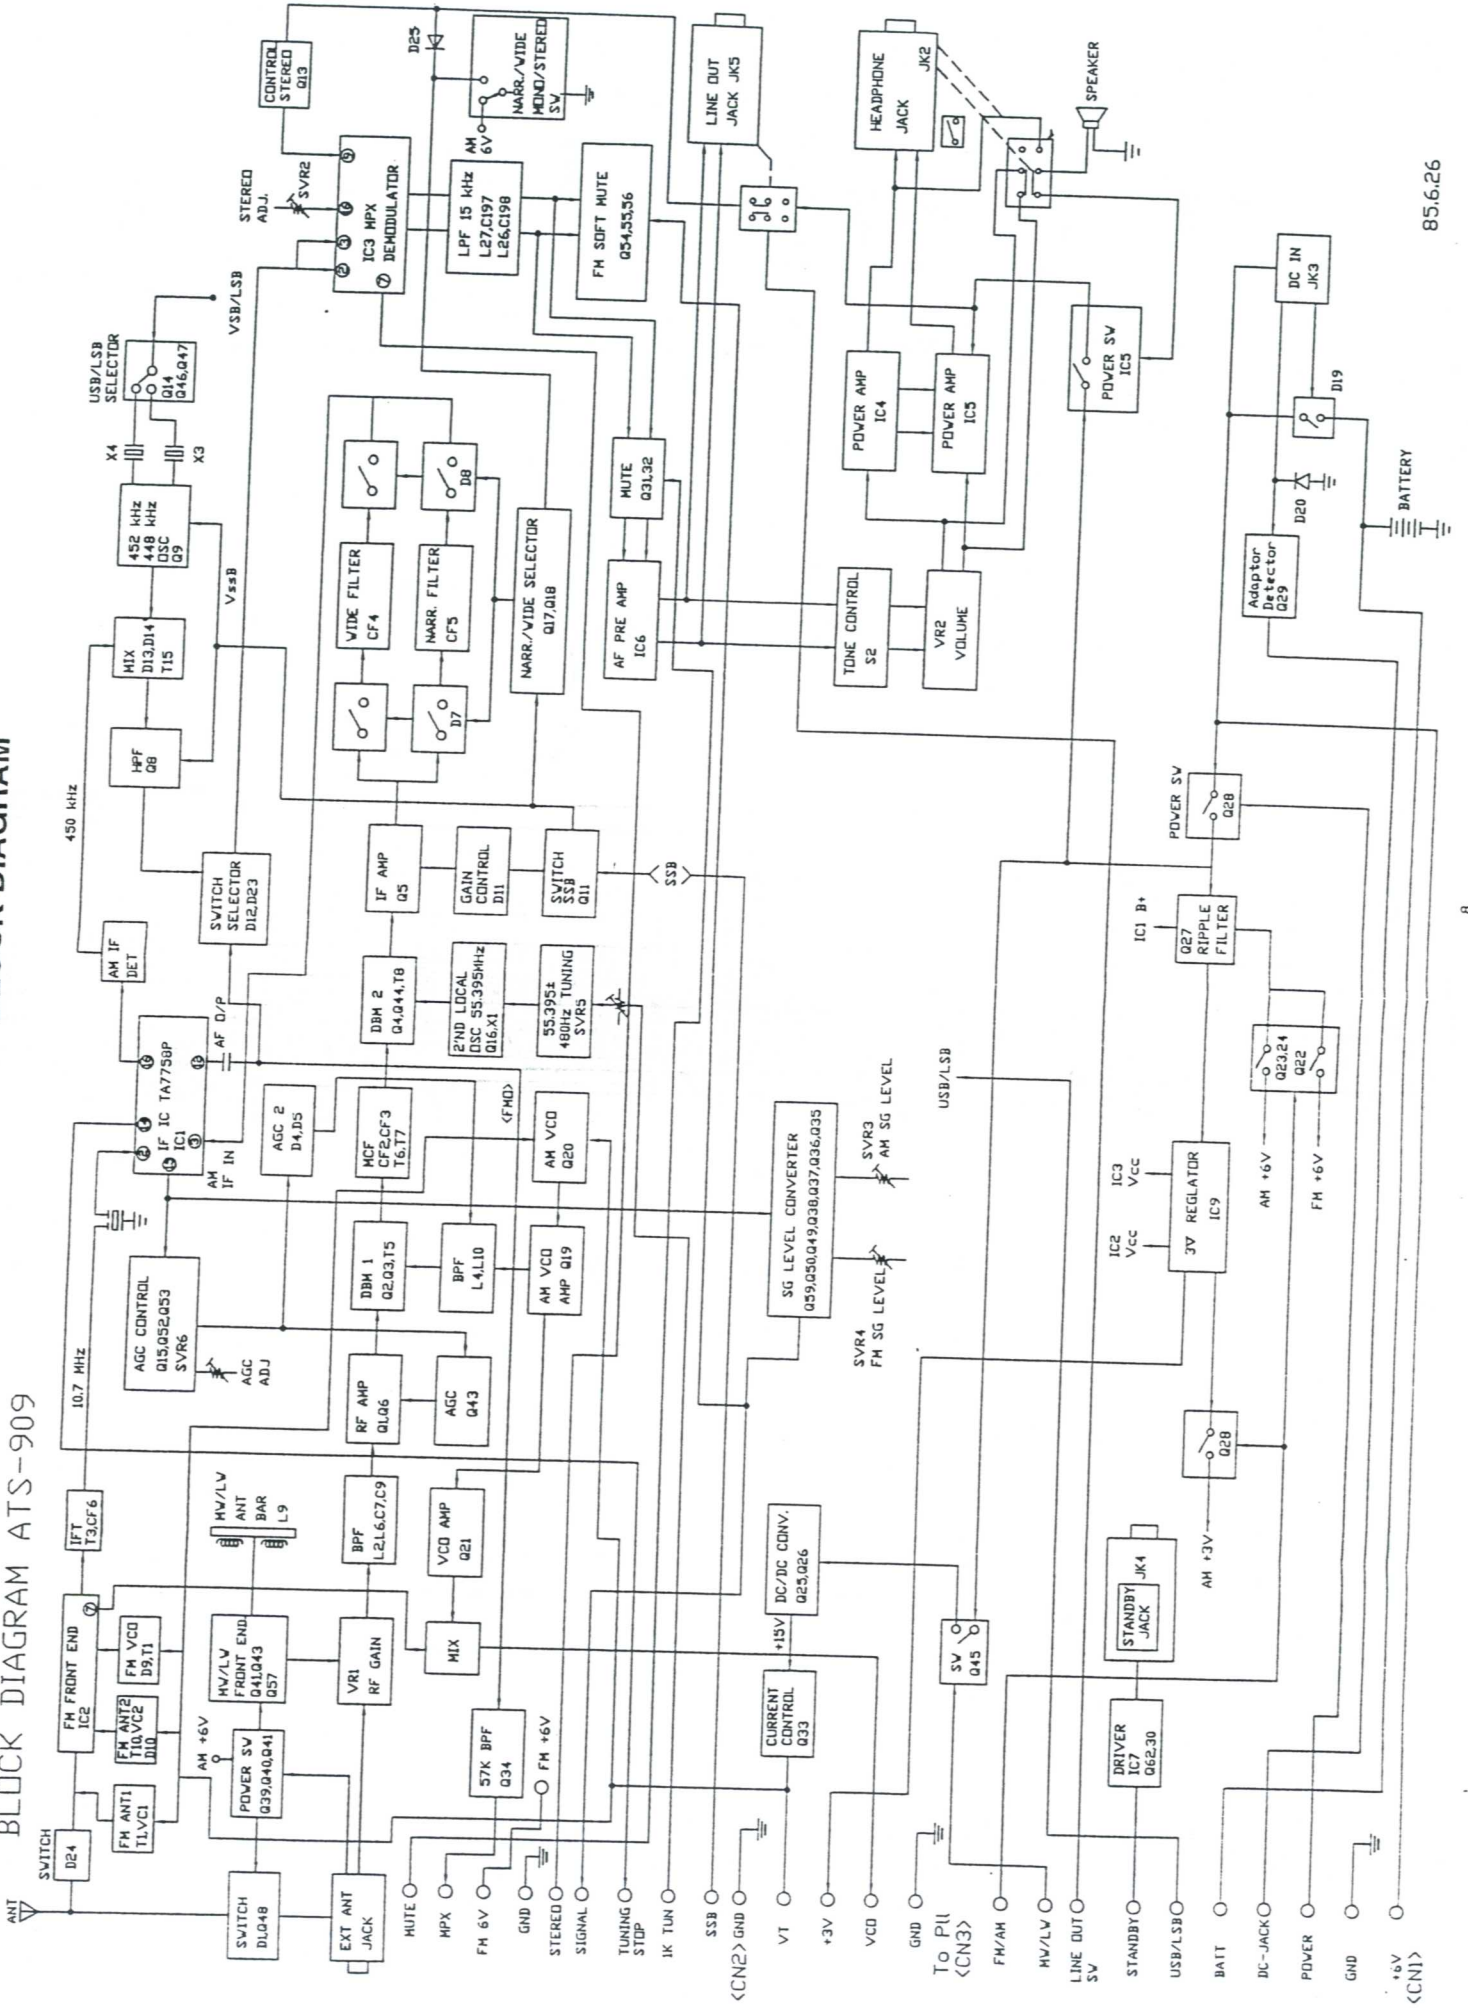 BLOCK DIAGRAM ATS-909
ANT
SWITCH
D24
FM ANT1
T1,VC1
FM ANT2
T10,VC2
D10
FM VCO
D9,T1
FM FRONT END
IC2
7
IFT
T3,CF6
10.7 MHz
SWITCH
D1,Q48
POWER SW
Q39,Q40,Q41
AM +6V
MW/LW
FRONT END
Q41,Q43
Q57
MW/LW
ANT
BAR
L9
EXT ANT
JACK
VR1
RF GAIN
BPF
L2,L6,C7,C9
RF AMP
Q1,Q6
AGC
Q43
AGC CONTROL
Q15,Q52,Q53
SVR6
AGC
ADJ
DBM 1
Q2,Q3,T5
BPF
L4,L10
AM VCO
AMP Q19
AM VCO
Q20
<FMO>
MCF
CF2,CF3
T6,T7
AGC 2
D4,D5
IF IC TA7758P
IC1
AM
IF IN
AF O/P
AM IF
DET
450 kHz
DBM 2
Q4,Q44,T8
2'ND LOCAL
OSC 55.395MHz
Q16,X1
55.395±
480Hz TUNING
SVR5
IF AMP
Q5
GAIN
CONTROL
D11
SWITCH
SSB
Q11
SSB
SWITCH
SELECTOR
D12,D23
HPF
Q8
MIX
D13,D14
T15
452 kHz
448 kHz
OSC
Q9
VssB
X4
X3
USB/LSB
SELECTOR
Q14
Q46,Q47
VSB/LSB
D7
WIDE FILTER
CF4
NARR. FILTER
CF5
D8
NARR./WIDE SELECTOR
Q17,Q18
STEREO
ADJ.
SVR2
IC3 MPX
DEMODULATOR
CONTROL
STEREO
Q13
D25
NARR./WIDE
MONO/STEREO
SW
AM
6V
LPF 15 kHz
L27,C197
L26,C198
FM SOFT MUTE
Q54,55,56
MUTE
Q31,32
AF PRE AMP
IC6
LINE OUT
JACK JK5
TONE CONTROL
S2
VR2
VOLUME
POWER AMP
IC4
POWER AMP
IC5
HEADPHONE
JACK
JK2
SPEAKER
POWER SW
IC5
VCO AMP
Q21
MIX
57K BPF
Q34
FM +6V
MUTE
MPX
FM 6V
GND
STEREO
SIGNAL
TUNING
STOP
1K TUN
SSB
GND
<CN2>
VT
+3V
VCO
GND
To Pll
<CN3>
FM/AM
MW/LW
LINE OUT
SW
STANDBY
USB/LSB
BATT
DC-JACK
POWER
GND
+6V
<CN1>
CURRENT
CONTROL
Q33
+15V
DC/DC CONV.
Q25,Q26
SW
Q45
SG LEVEL CONVERTER
Q59,Q50,Q49,Q38,Q37,Q36,Q35
SVR4
FM SG LEVEL
SVR3
AM SG LEVEL
USB/LSB
DRIVER
IC7
Q62,30
STANDBY
JACK
JK4
AM +3V
Q28
3V REGLATOR
IC9
IC2
Vcc
IC3
Vcc
AM +6V
FM +6V
Q23,24
Q22
IC1 B+
Q27
RIPPLE
FILTER
POWER SW
Q28
Adaptor
Detector
Q29
D20
D19
DC IN
JK3
BATTERY
85.6.26